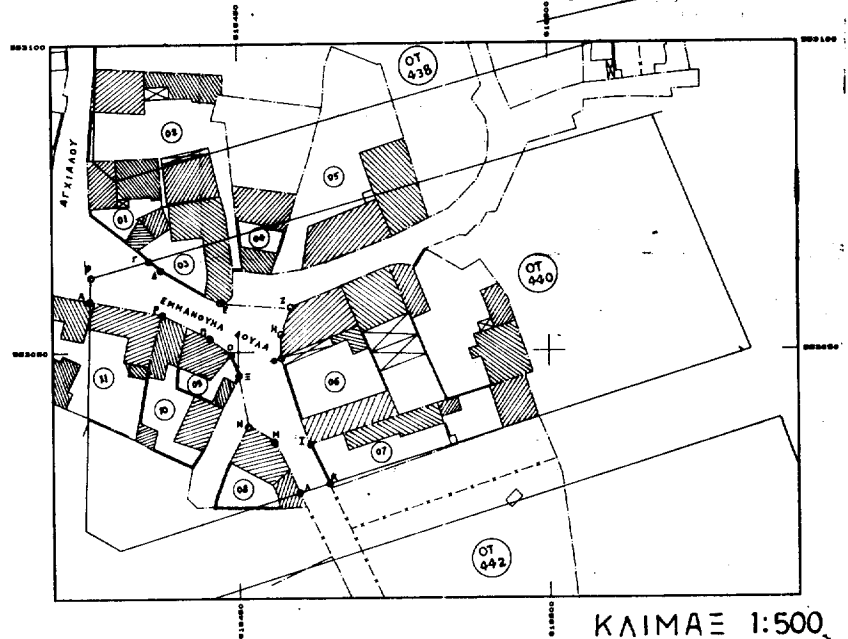 ΟΤ
438
02
ΑΓΧΙΑΛΟΥ
05
01
04
Γ
Δ
03
Ρ
ΟΤ
440
Α
Ε
Ζ
Ρ
ΕΜΜΑΝΟΥΗΛ ΔΟΥΛΑ
Η
Π
Ο
Θ
Ξ
11
09
06
10
Ν
Μ
Ι
07
Κ
08
Λ
ΟΤ
442
ΚΛΙΜΑΞ 1:500